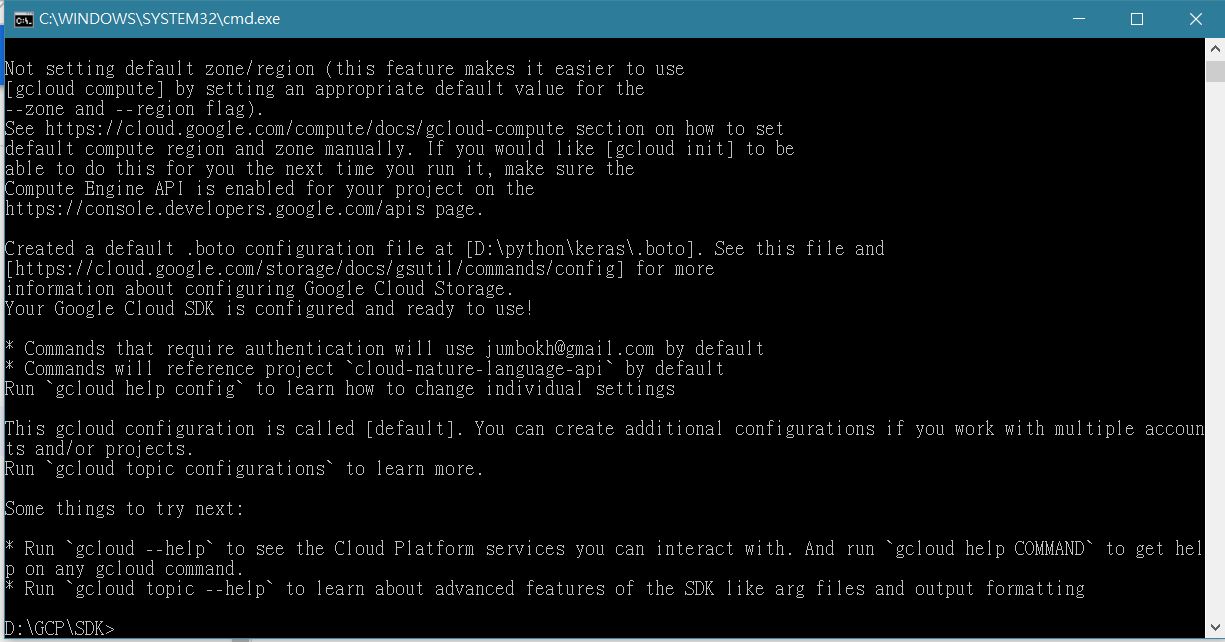 C:\WINDOWS\SYSTEM32\cmd.exe
Not setting default zone/region (this feature makes it easier to use
[gcloud compute] by setting an appropriate default value for the
--zone and --region flag).
See https://cloud.google.com/compute/docs/gcloud-compute section on how to set
default compute region and zone manually. If you would like [gcloud init] to be
able to do this for you the next time you run it, make sure the
Compute Engine API is enabled for your project on the
https://console.developers.google.com/apis page.
Created a default .boto configuration file at [D:\python\keras\.boto]. See this file and
[https://cloud.google.com/storage/docs/gsutil/commands/config] for more
information about configuring Google Cloud Storage.
Your Google Cloud SDK is configured and ready to use!
* Commands that require authentication will use jumbokh@gmail.com by default
* Commands will reference project `cloud-nature-language-api` by default
Run `gcloud help config` to learn how to change individual settings
This gcloud configuration is called [default]. You can create additional configurations if you work with multiple accoun
ts and/or projects.
Run `gcloud topic configurations` to learn more.
Some things to try next:
* Run `gcloud --help` to see the Cloud Platform services you can interact with. And run `gcloud help COMMAND` to get hel
p on any gcloud command.
* Run `gcloud topic --help` to learn about advanced features of the SDK like arg files and output formatting
D:\GCP\SDK>